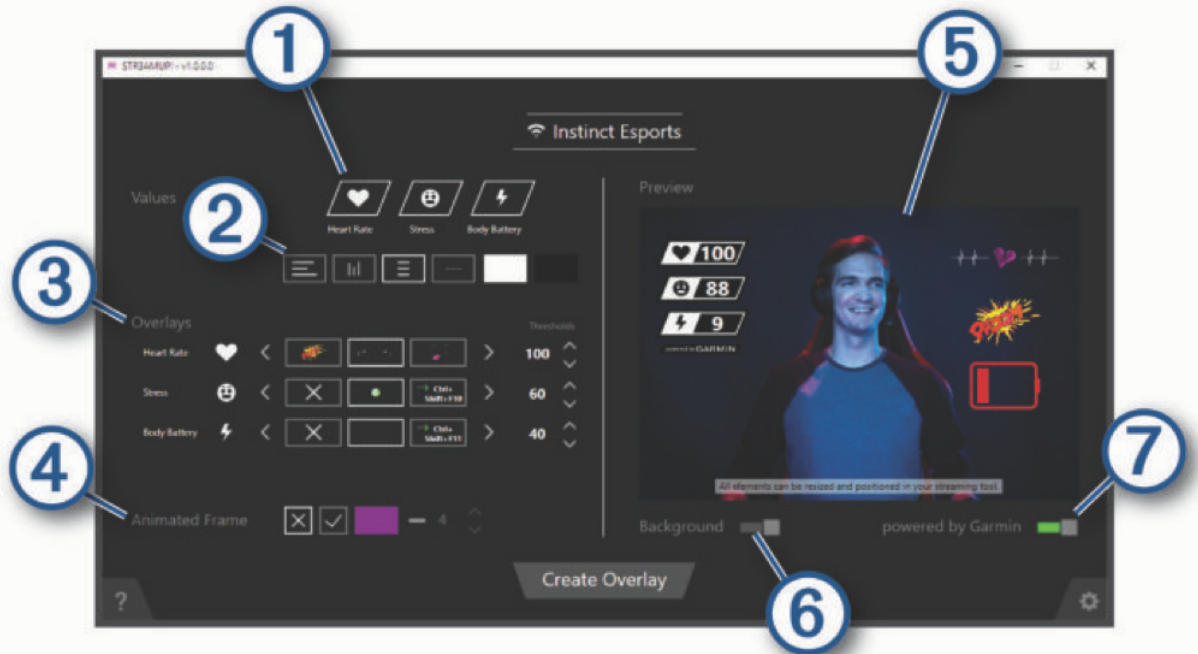 1
5
STR3AMUP! - v1.0.0.0
Instinct Esports
Values
Preview
2
Heart Rate
Stress
Body Battery
100
88
9
powered by GARMIN
3
Overlays
Thresholds
Heart Rate
100
Stress
Ctrl+
Shift+F10
60
Body Battery
Ctrl+
Shift+F11
40
All elements can be resized and positioned in your streaming tool.
7
4
Animated Frame
4
Background
powered by Garmin
Create Overlay
6
?